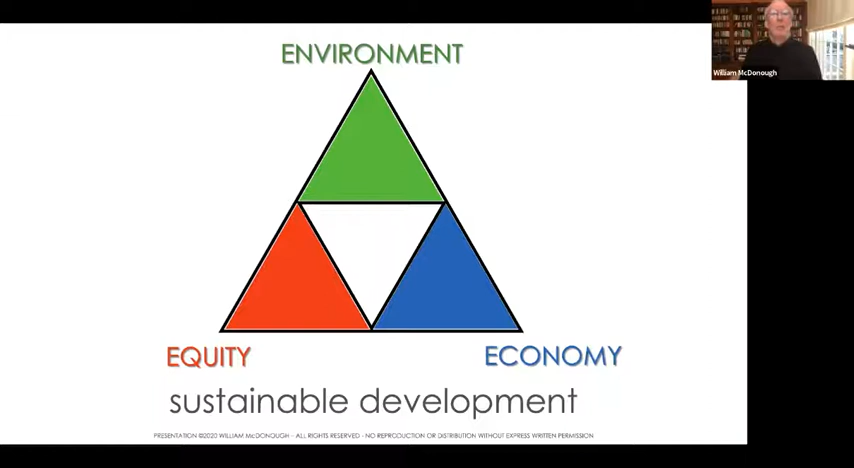 ENVIRONMENT
William McDonough
EQUITY
ECONOMY
sustainable development
PRESENTATION ©2020 WILLIAM McDONOUGH - ALL RIGHTS RESERVED - NO REPRODUCTION OR DISTRIBUTION WITHOUT EXPRESS WRITTEN PERMISSION